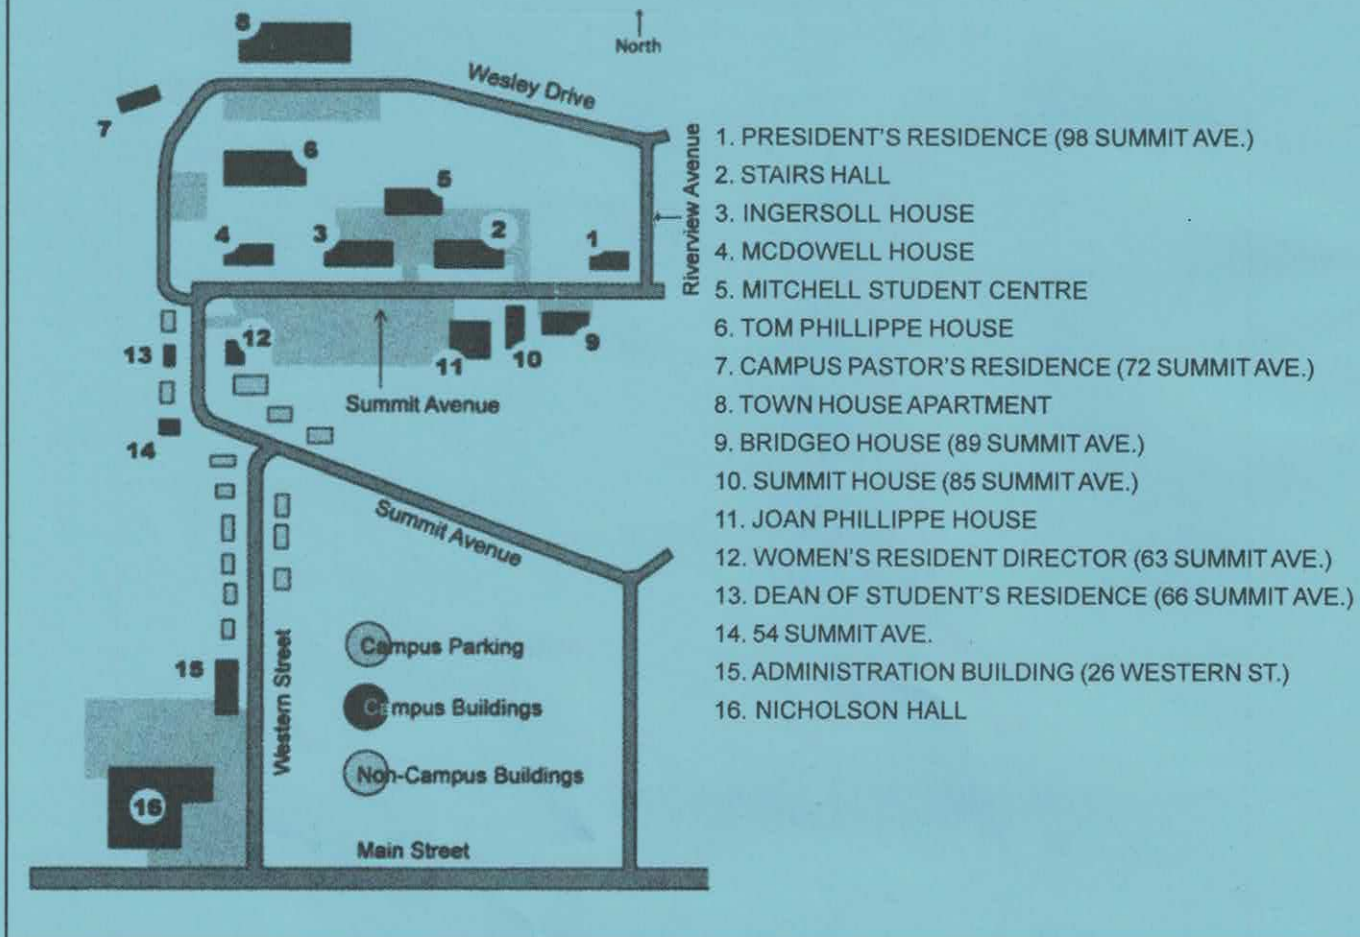 8
North
Wesley Drive
7
6
5
4
3
2
1
Riverview Avenue
13
12
11
10
9
Summit Avenue
14
Summit Avenue
Campus Parking
15
Western Street
Campus Buildings
Non-Campus Buildings
16
Main Street
1. PRESIDENT'S RESIDENCE (98 SUMMIT AVE.)
2. STAIRS HALL
3. INGERSOLL HOUSE
4. MCDOWELL HOUSE
5. MITCHELL STUDENT CENTRE
6. TOM PHILLIPPE HOUSE
7. CAMPUS PASTOR'S RESIDENCE (72 SUMMIT AVE.)
8. TOWN HOUSE APARTMENT
9. BRIDGEO HOUSE (89 SUMMIT AVE.)
10. SUMMIT HOUSE (85 SUMMIT AVE.)
11. JOAN PHILLIPPE HOUSE
12. WOMEN'S RESIDENT DIRECTOR (63 SUMMIT AVE.)
13. DEAN OF STUDENT'S RESIDENCE (66 SUMMIT AVE.)
14. 54 SUMMIT AVE.
15. ADMINISTRATION BUILDING (26 WESTERN ST.)
16. NICHOLSON HALL